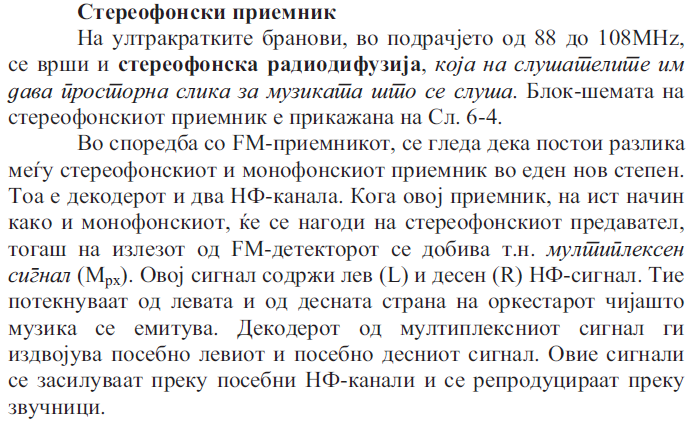 Стереофонски приемник
На ултракратките бранови, во подрачјето од 88 до 108MHz,
се врши и стереофонска радиодифузија, која на слушателите им
дава просторна слика за музиката што се слуша. Блок-шемата на
стереофонскиот приемник е прикажана на Сл. 6-4.
Во споредба со FM-приемникот, се гледа дека постои разлика
меѓу стереофонскиот и монофонскиот приемник во еден нов степен.
Тоа е декодерот и два НФ-канала. Кога овој приемник, на ист начин
како и монофонскиот, ќе се нагоди на стереофонскиот предавател,
тогаш на излезот од FM-детекторот се добива т.н. мултиплексен
сигнал (Mpx). Овој сигнал содржи лев (L) и десен (R) НФ-сигнал. Тие
потекнуваат од левата и од десната страна на оркестарот чијашто
музика се емитува. Декодерот од мултиплексниот сигнал ги
издвојува посебно левиот и посебно десниот сигнал. Овие сигнали
се засилуваат преку посебни НФ-канали и се репродуцираат преку
звучници.